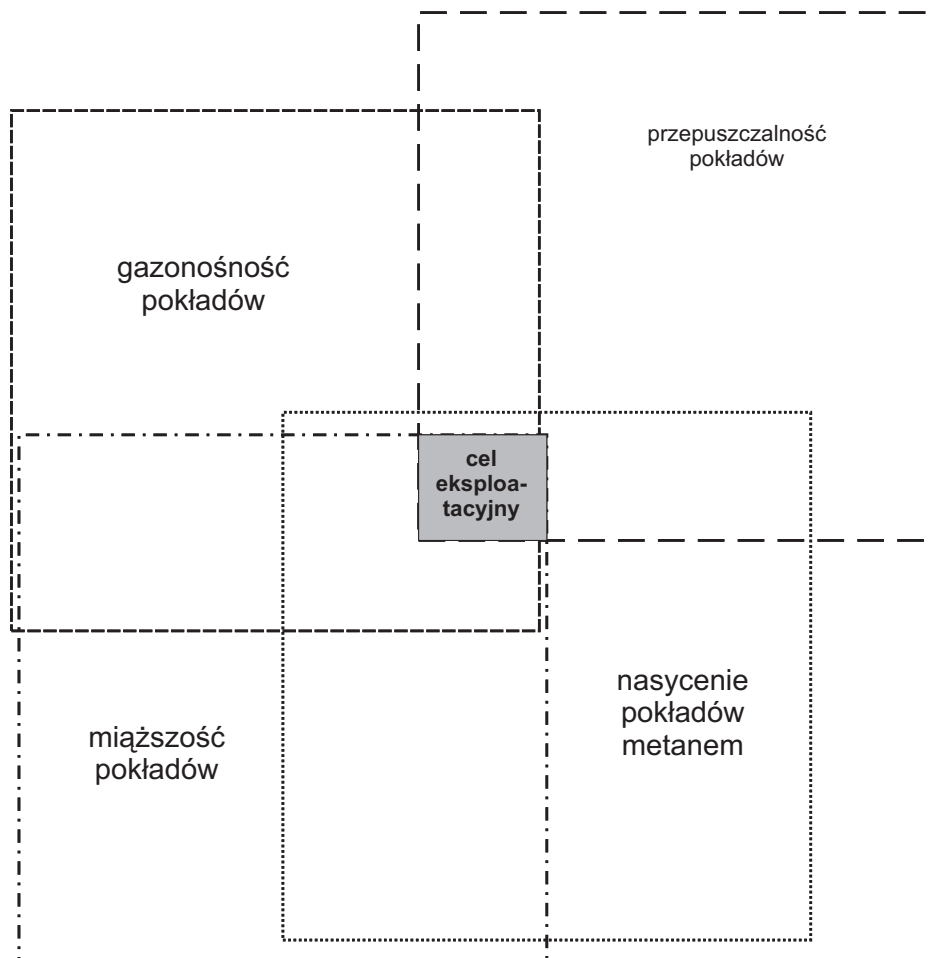 przepuszczalność
pokładów
gazonośność
pokładów
cel
eksploa-
tacyjny
nasycenie
pokładów
metanem
miąższość
pokładów